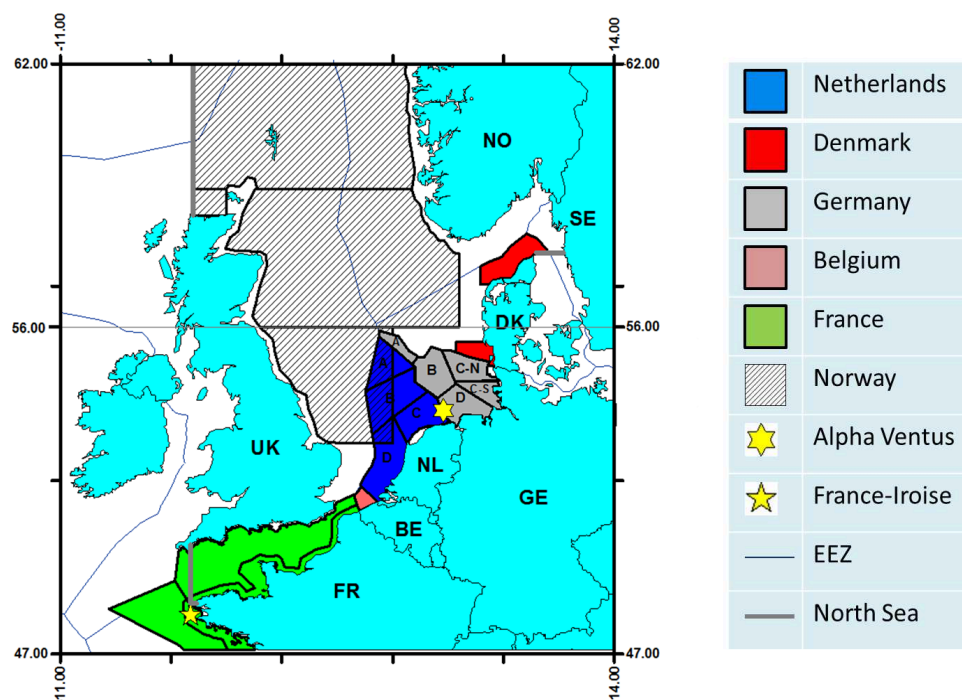 -11.00
14.00
62.00
62.00
NO
SE
56.00
56.00
DK
A
A
B
C-N
C-S
B
D
C
D
UK
NL
GE
BE
FR
47.00
47.00
11.00
14.00
Netherlands
Denmark
Germany
Belgium
France
Norway
Alpha Ventus
France-Iroise
EEZ
North Sea